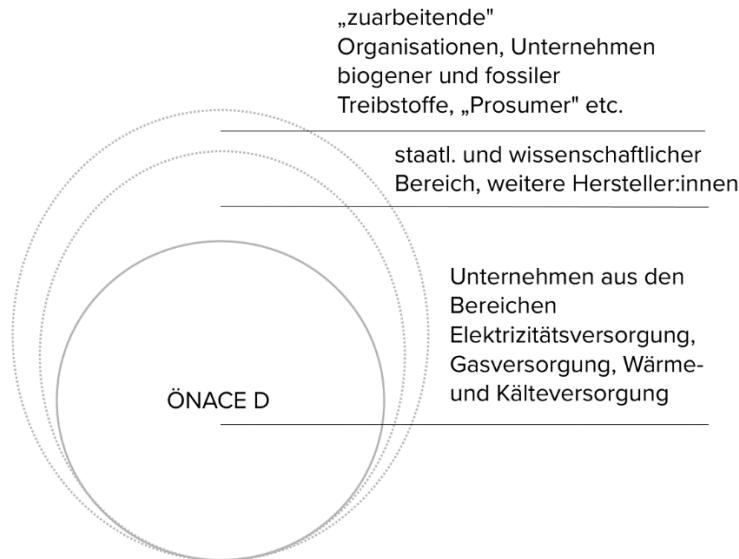 „zuarbeitende"
Organisationen, Unternehmen
biogener und fossiler
Treibstoffe, „Prosumer" etc.
staatl. und wissenschaftlicher
Bereich, weitere Hersteller:innen
Unternehmen aus den
Bereichen
Elektrizitätsversorgung,
Gasversorgung, Wärme-
und Kälteversorgung
ÖNACE D